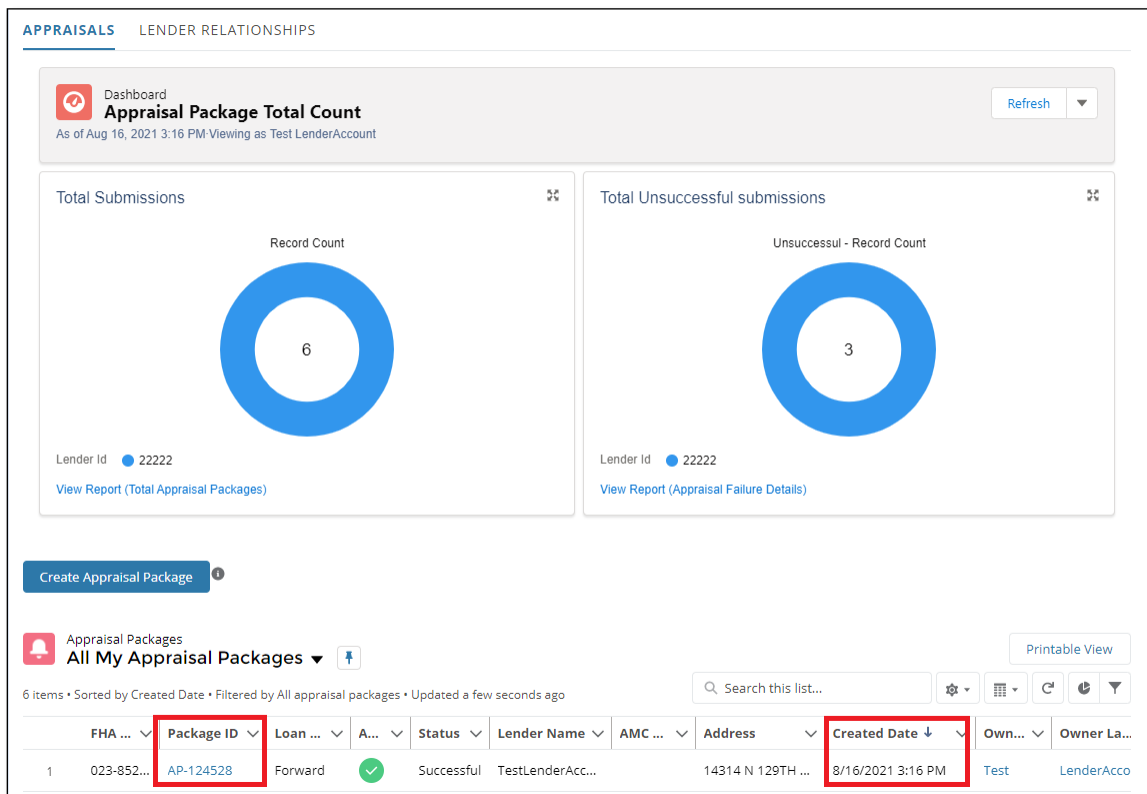 APPRAISALS LENDER RELATIONSHIPS
Dashboard
Appraisal Package Total Count
As of Aug 16, 2021 3:16 PM·Viewing as Test LenderAccount
Refresh
Total Submissions
Record Count
6
Lender Id 22222
View Report (Total Appraisal Packages)
Total Unsuccessful submissions
Unsuccessul - Record Count
3
Lender Id 22222
View Report (Appraisal Failure Details)
Create Appraisal Package
Appraisal Packages
All My Appraisal Packages
Printable View
6 items • Sorted by Created Date • Filtered by All appraisal packages • Updated a few seconds ago
Search this list...
FHA ... Package ID Loan ... A... Status Lender Name AMC ... Address Created Date Own... Owner La...
1 023-852... AP-124528 Forward Successful TestLenderAcc... 14314 N 129TH ... 8/16/2021 3:16 PM Test LenderAcco